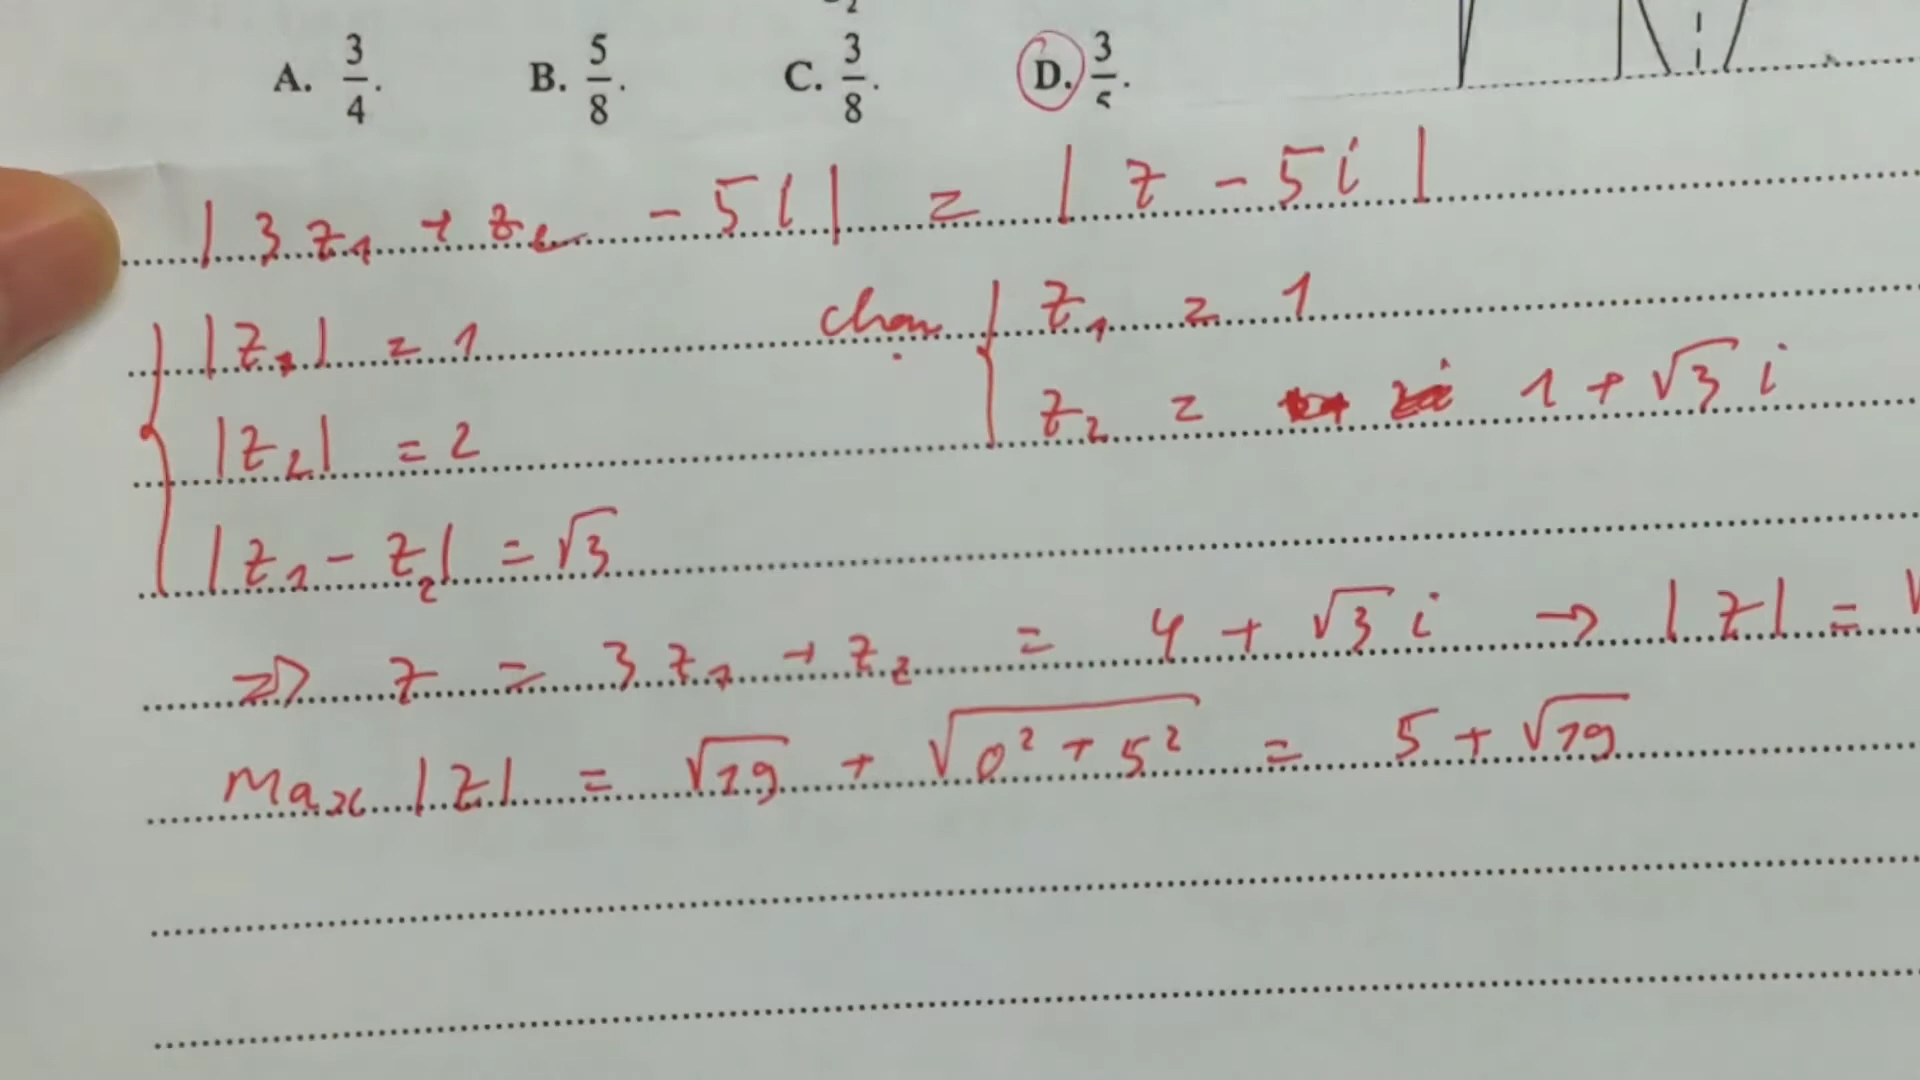 A. 3/4. B. 5/8. C. 3/8. D. 3/5.
|3z₁ + z₂ - 5i| = |z - 5i|
|z₁| = 1 chọn { z₁ = 1
|z₂| = 2 z₂ = 1 + √3 i
|z₁ - z₂| = √3
=> z = 3z₁ + z₂ = 4 + √3 i → |z| = √
Max |z| = √19 + √(0² + 5²) = 5 + √19